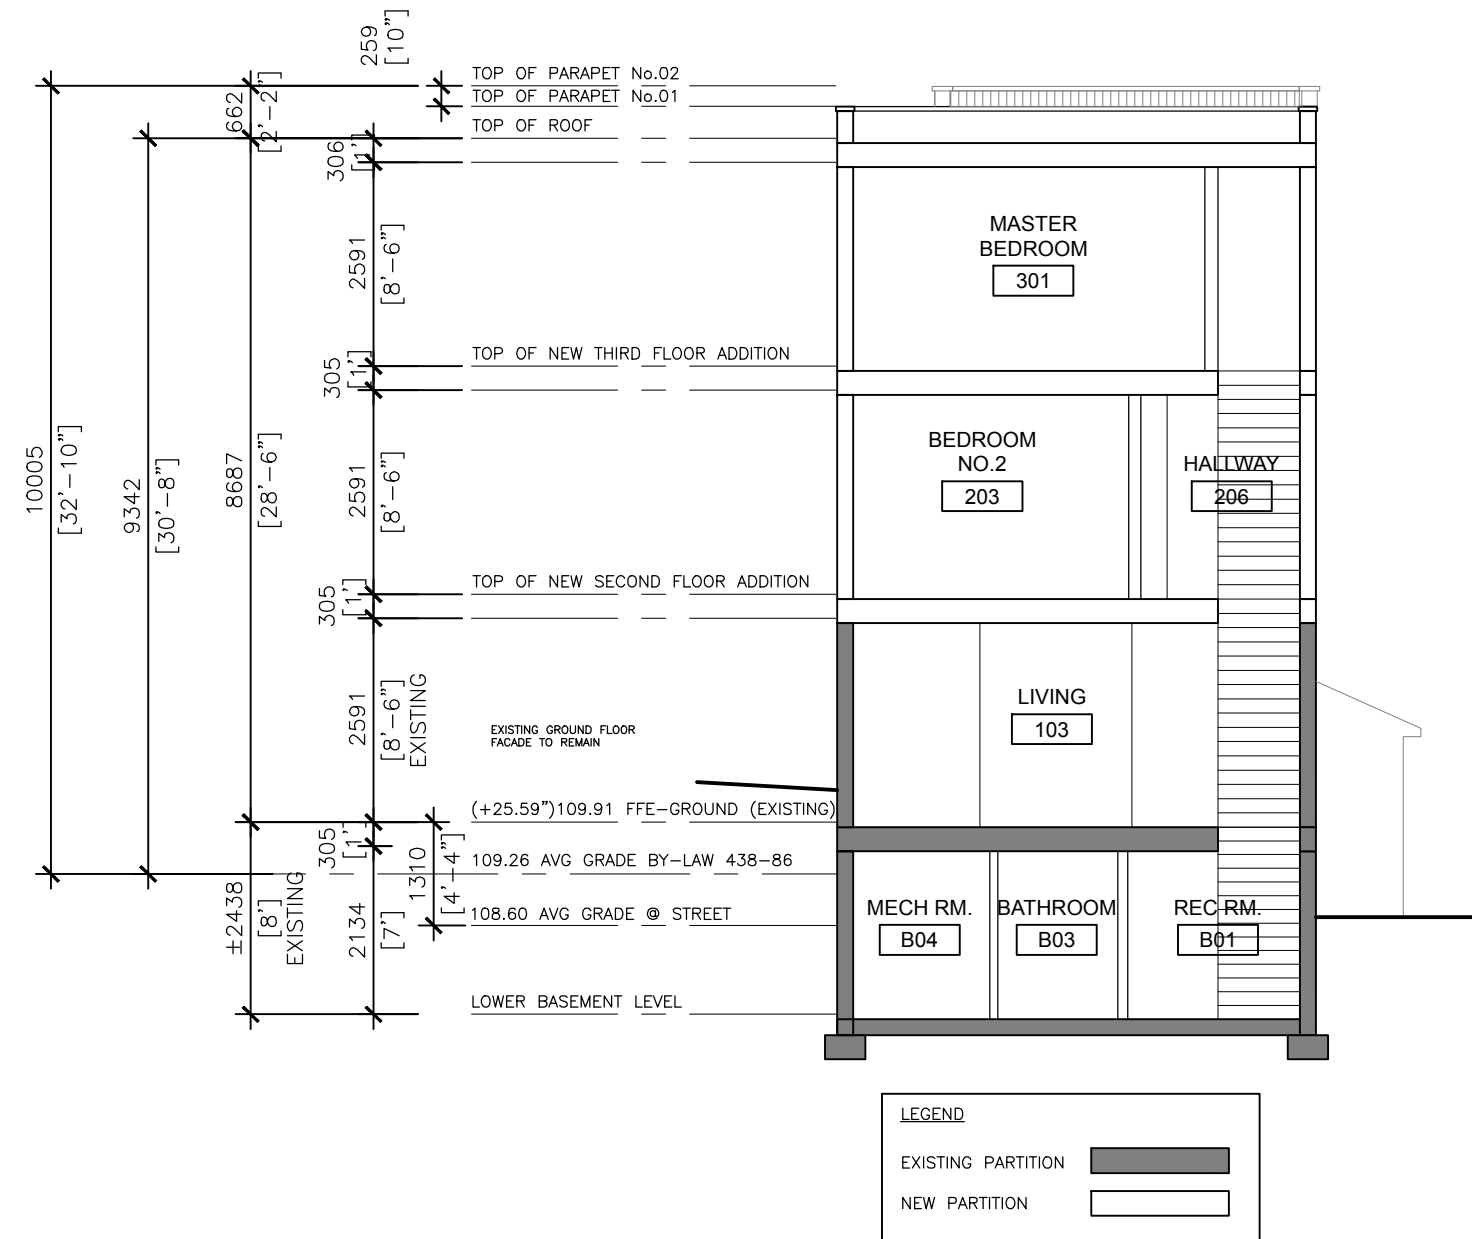 259
[10"]
TOP OF PARAPET No.02
TOP OF PARAPET No.01
TOP OF ROOF
662
[2'-2"]
306
[1']
2591
[8'-6"]
MASTER
BEDROOM
301
TOP OF NEW THIRD FLOOR ADDITION
305
[1']
10005
[32'-10"]
9342
[30'-8"]
8687
[28'-6"]
2591
[8'-6"]
BEDROOM
NO.2
203
HALLWAY
206
TOP OF NEW SECOND FLOOR ADDITION
305
[1']
2591
[8'-6"]
EXISTING
EXISTING GROUND FLOOR
FACADE TO REMAIN
LIVING
103
(+25.59")109.91 FFE-GROUND (EXISTING)
305
[1']
1310
[4'-4"]
109.26 AVG GRADE BY-LAW 438-86
108.60 AVG GRADE @ STREET
±2438
[8']
EXISTING
2134
[7']
MECH RM.
B04
BATHROOM
B03
REC RM.
B01
LOWER BASEMENT LEVEL
LEGEND
EXISTING PARTITION
NEW PARTITION